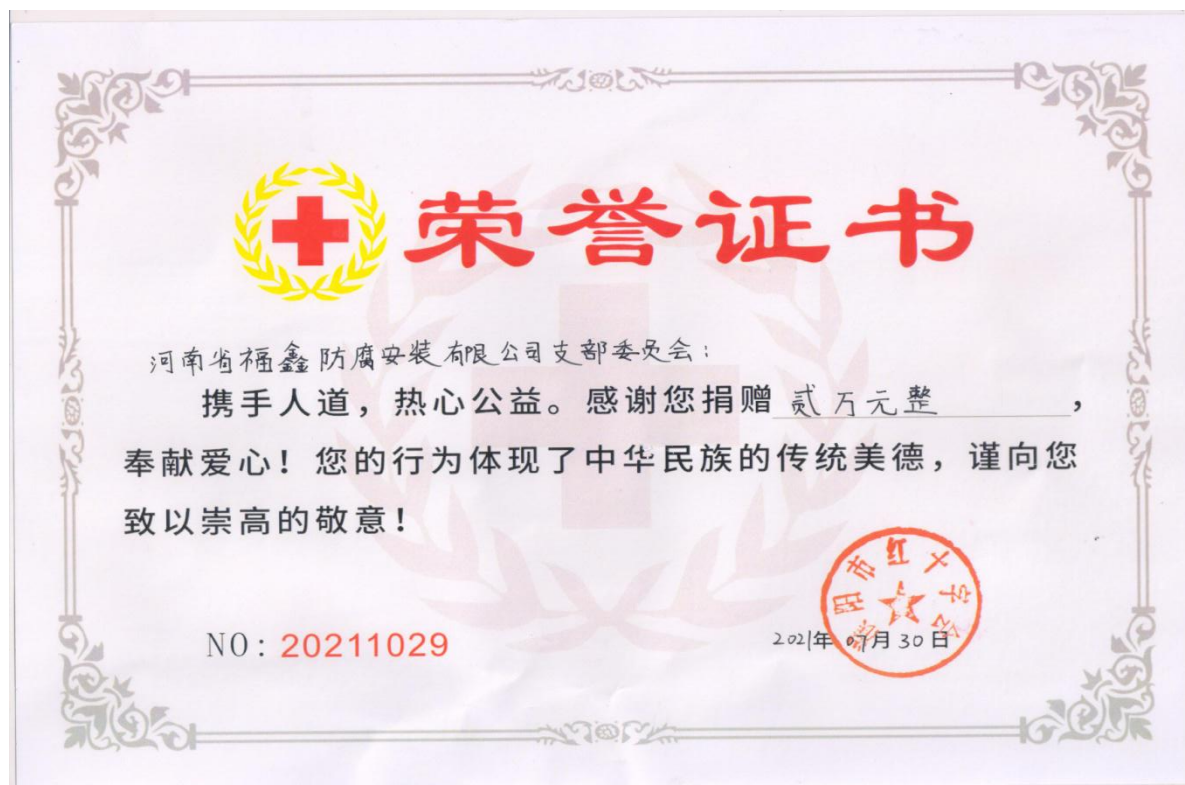 荣誉证书
河南省福鑫防腐安装有限公司支部委员会：
携手人道，热心公益。感谢您捐赠 贰万元整，
奉献爱心！您的行为体现了中华民族的传统美德，谨向您
致以崇高的敬意！
阳市红十字会
NO：20211029
2021年07月30日